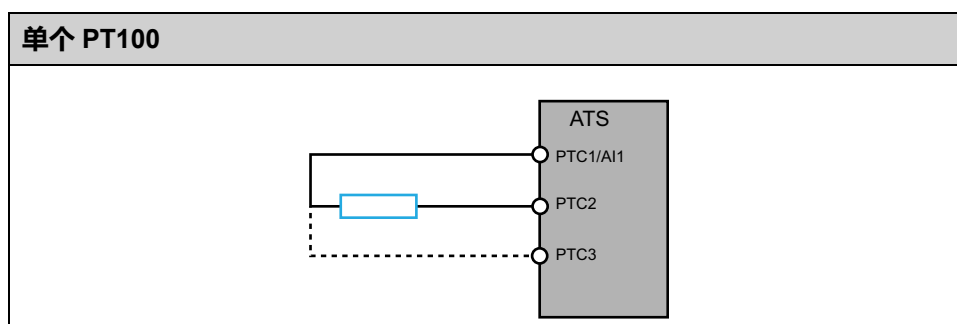 单个 PT100
ATS
PTC1/AI1
PTC2
PTC3